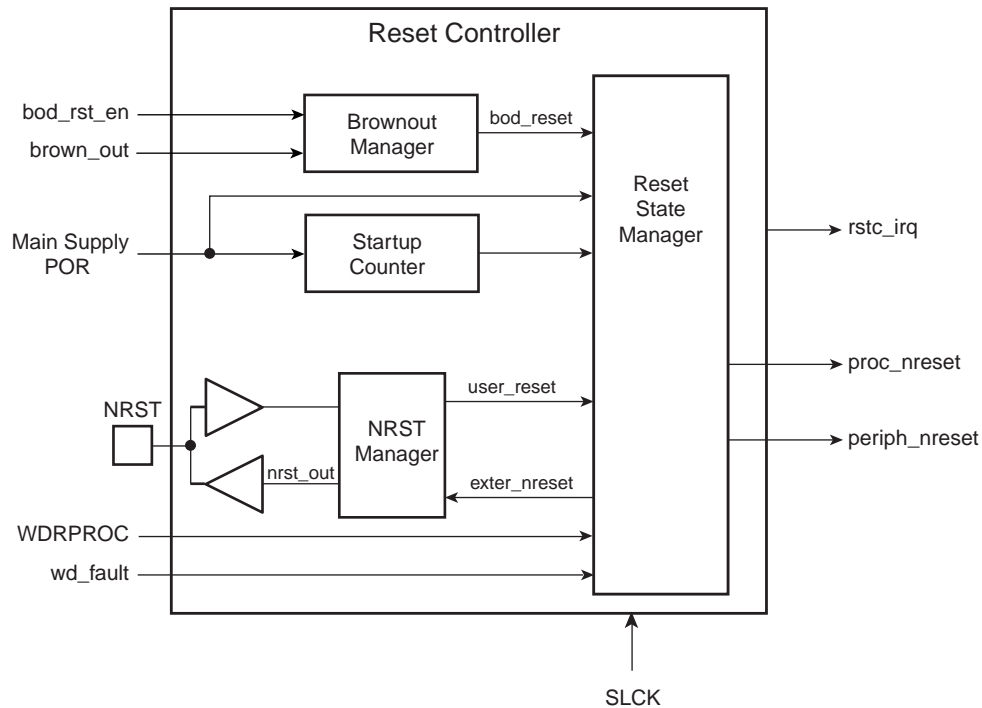 Reset Controller
bod_rst_en
brown_out
Brownout
Manager
bod_reset
Main Supply
POR
Startup
Counter
Reset
State
Manager
rstc_irq
proc_nreset
periph_nreset
NRST
nrst_out
NRST
Manager
user_reset
exter_nreset
WDRPROC
wd_fault
SLCK